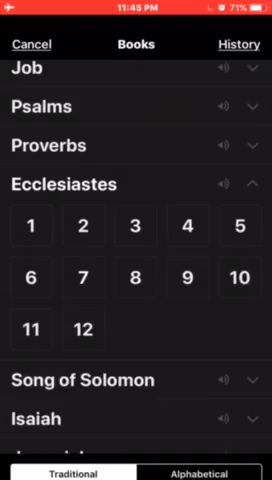 11:45 PM 71%
Cancel Books History
Job
Psalms
Proverbs
Ecclesiastes
1 2 3 4 5
6 7 8 9 10
11 12
Song of Solomon
Isaiah
Traditional Alphabetical